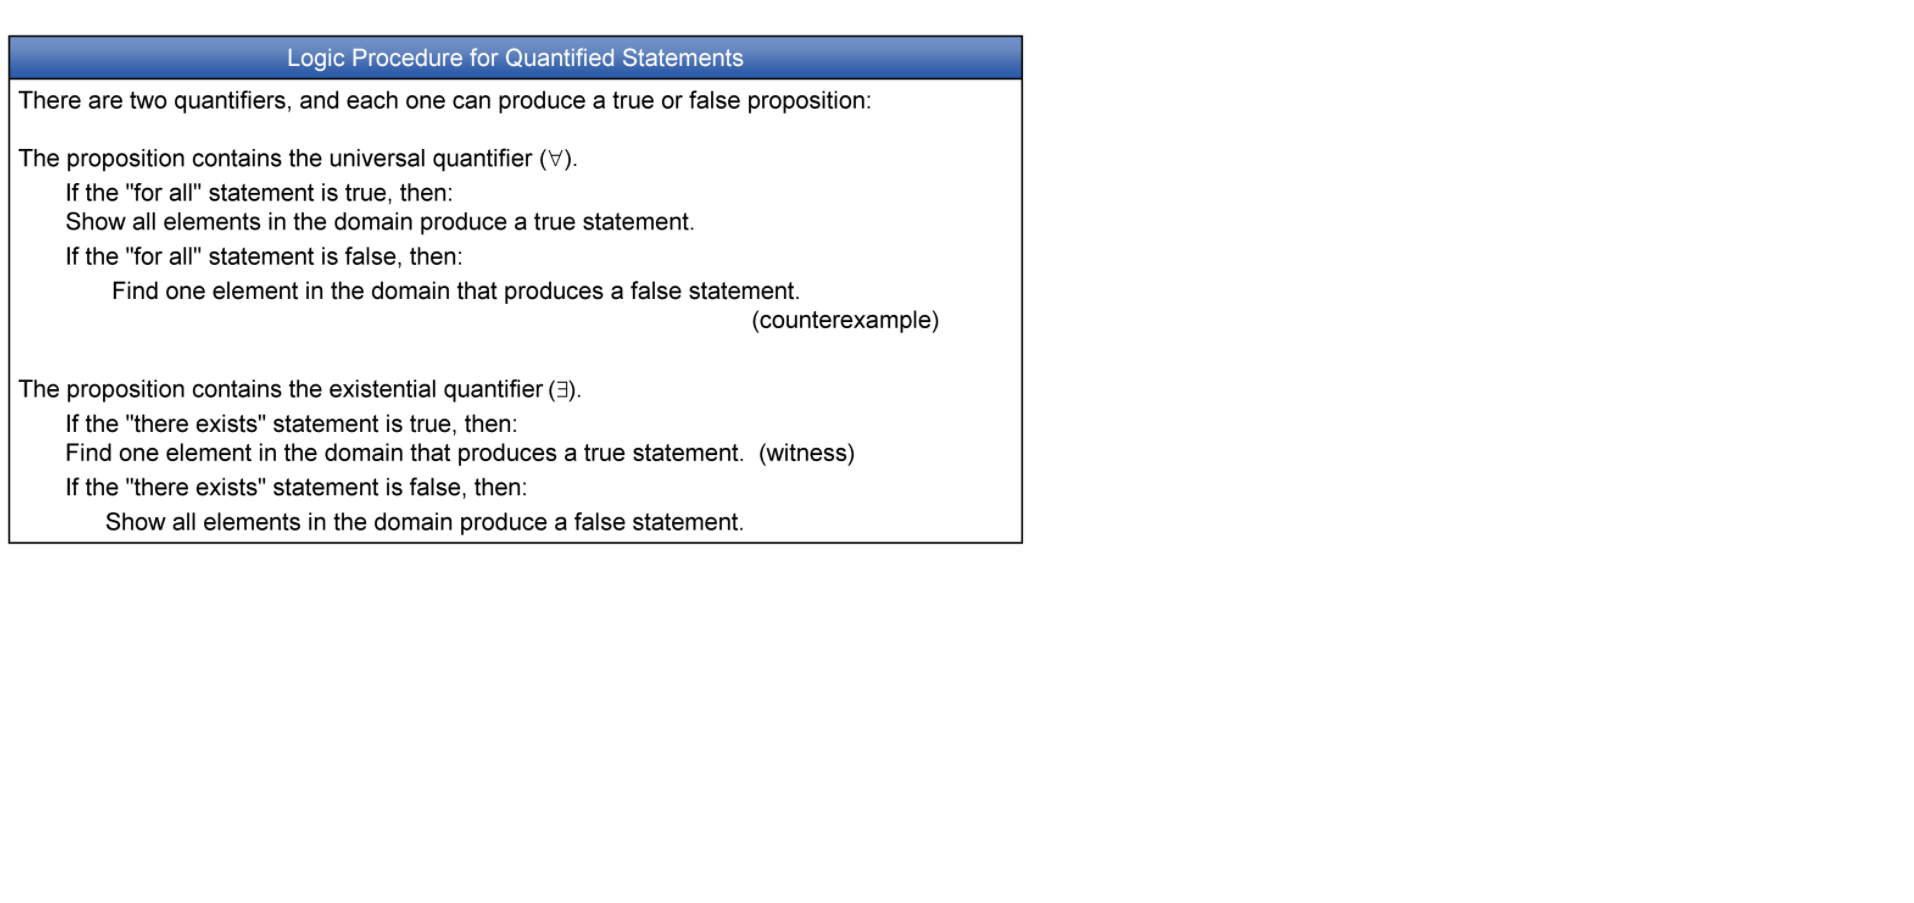 Logic Procedure for Quantified Statements
There are two quantifiers, and each one can produce a true or false proposition:
The proposition contains the universal quantifier (∀).
If the "for all" statement is true, then:
Show all elements in the domain produce a true statement.
If the "for all" statement is false, then:
Find one element in the domain that produces a false statement.
(counterexample)
The proposition contains the existential quantifier (∃).
If the "there exists" statement is true, then:
Find one element in the domain that produces a true statement. (witness)
If the "there exists" statement is false, then:
Show all elements in the domain produce a false statement.